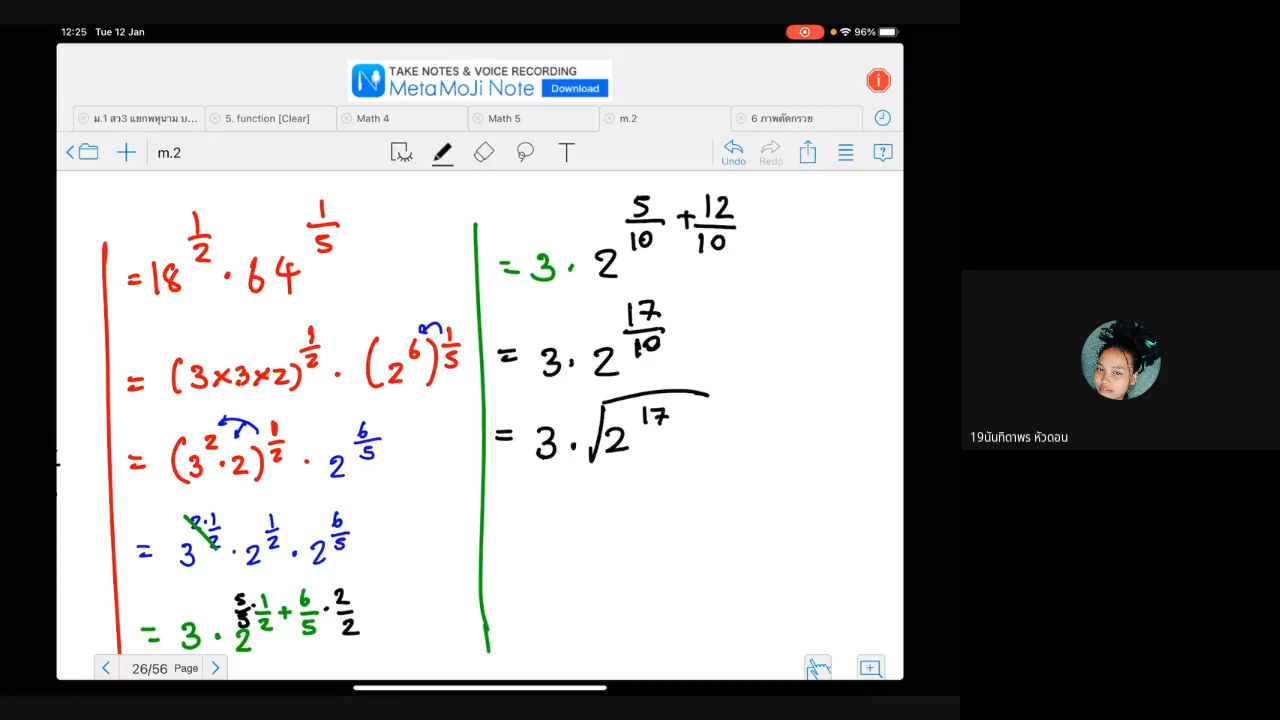 12:25 Tue 12 Jan
96%
TAKE NOTES & VOICE RECORDING
MetaMoJi Note Download
ม.1 สว3 แยกพหุนาม บ...
5. function [Clear]
Math 4
Math 5
m.2
6 ภาพตัดกรวย
m.2
T
Undo
Redo
= 18^(1/2) · 64^(1/5)
= (3×3×2)^(1/2) · (2^6)^(1/5)
= (3^2 · 2)^(1/2) · 2^(6/5)
= 3^(2·1/2) · 2^(1/2) · 2^(6/5)
= 3 · 2^(5/5 · 1/2 + 6/5 · 2/2)
= 3 · 2^(5/10 + 12/10)
= 3 · 2^(17/10)
= 3 · √2^17
26/56 Page
19นันทิดาพร หัวดอน